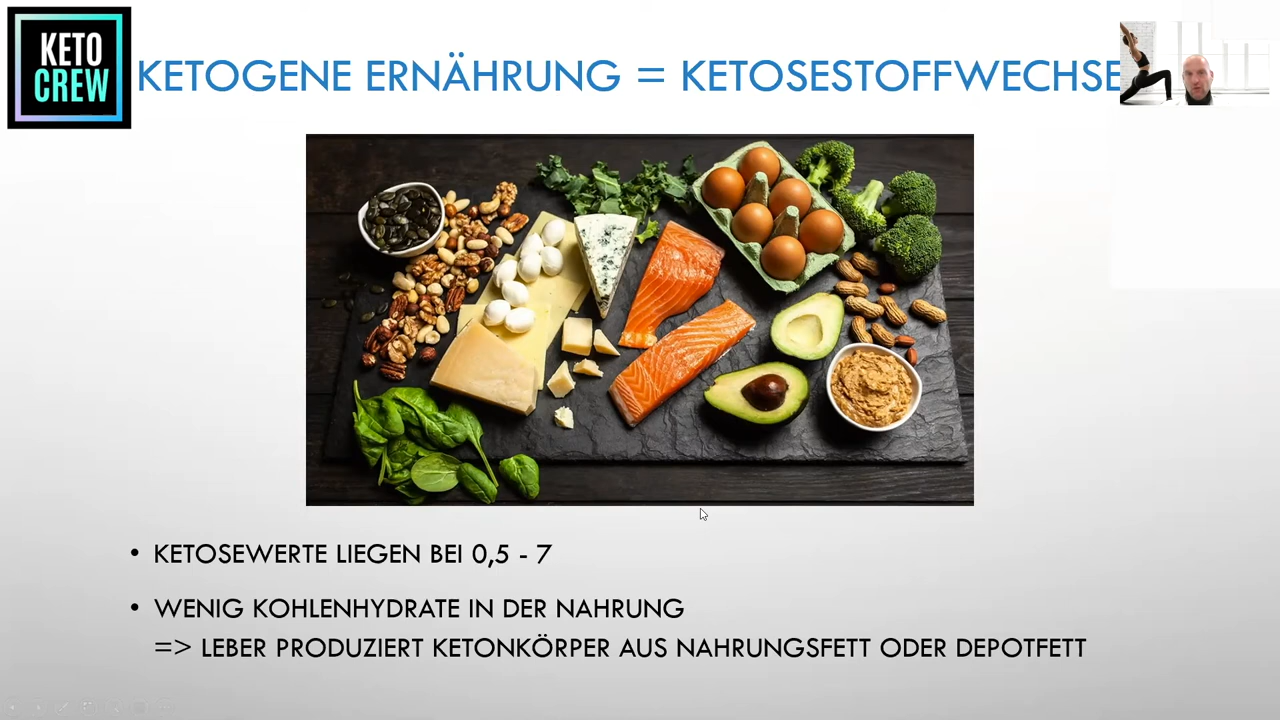 KETO
CREW
KETOGENE ERNÄHRUNG = KETOSESTOFFWECHSE
• KETOSEWERTE LIEGEN BEI 0,5 - 7
• WENIG KOHLENHYDRATE IN DER NAHRUNG
=> LEBER PRODUZIERT KETONKÖRPER AUS NAHRUNGSFETT ODER DEPOTFETT